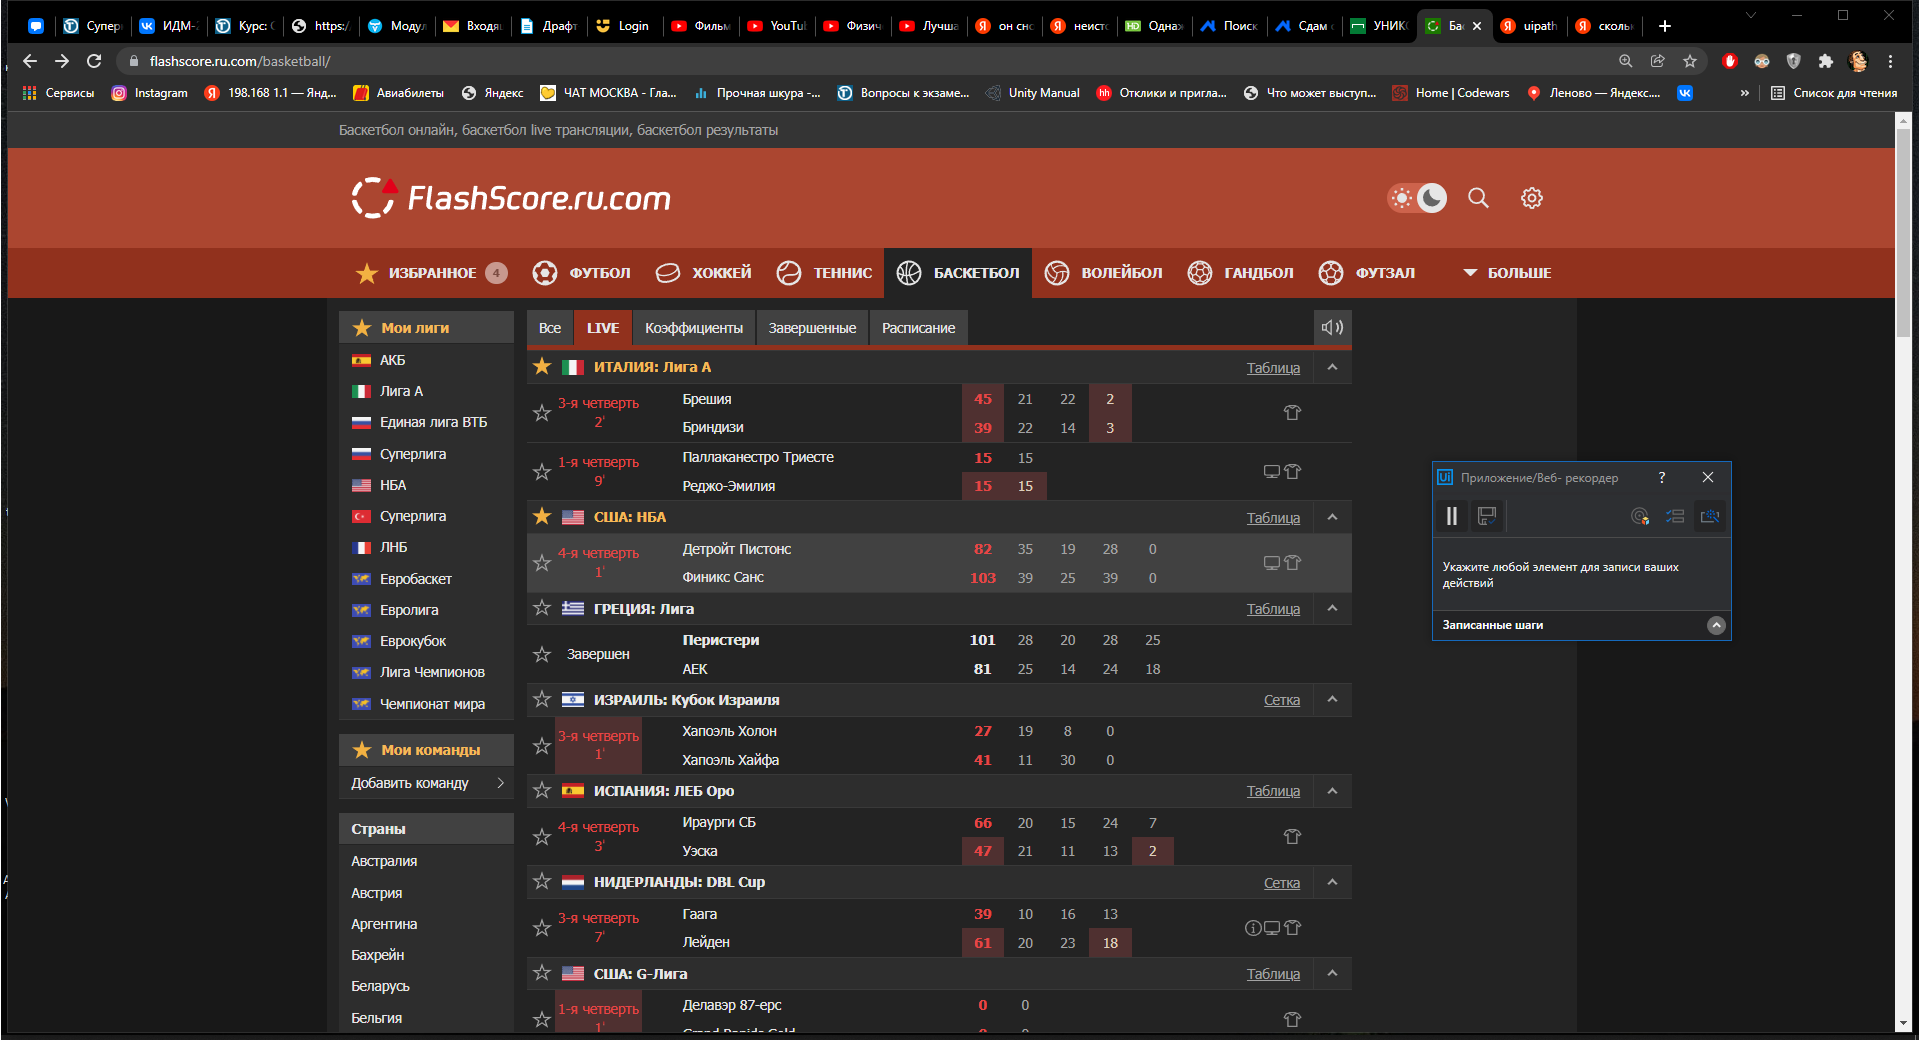 Супер
ИДМ-
Курс: С
https:/
Модул
Входя
Драфт
Login
Фильм
YouTu
Физич
Лучша
он снс
неисто
Однаж
Поиск
Сдам с
УНИК
Ба
uipath
сколь
flashscore.ru.com/basketball/
Сервисы
Instagram
198.168 1.1 — Янд...
Авиабилеты
Яндекс
ЧАТ МОСКВА - Гла...
Прочная шкура -...
Вопросы к экзаме...
Unity Manual
Отклики и пригла...
Что может выступ...
Home | Codewars
Леново — Яндекс....
»
Список для чтения
Баскетбол онлайн, баскетбол live трансляции, баскетбол результаты
FlashScore.ru.com
ИЗБРАННОЕ 4
ФУТБОЛ
ХОККЕЙ
ТЕННИС
БАСКЕТБОЛ
ВОЛЕЙБОЛ
ГАНДБОЛ
ФУТЗАЛ
БОЛЬШЕ
Мои лиги
АКБ
Лига А
Единая лига ВТБ
Суперлига
НБА
Суперлига
ЛНБ
Евробаскет
Евролига
Еврокубок
Лига Чемпионов
Чемпионат мира
Мои команды
Добавить команду
Страны
Австралия
Австрия
Аргентина
Бахрейн
Беларусь
Бельгия
Все
LIVE
Коэффициенты
Завершенные
Расписание
ИТАЛИЯ: Лига А
Таблица
3-я четверть
2'
Брешия 45 21 22 2
Бриндизи 39 22 14 3
1-я четверть
9'
Паллаканестро Триесте 15 15
Реджо-Эмилия 15 15
США: НБА
Таблица
4-я четверть
1'
Детройт Пистонс 82 35 19 28 0
Финикс Санс 103 39 25 39 0
ГРЕЦИЯ: Лига
Таблица
Завершен
Перистери 101 28 20 28 25
АЕК 81 25 14 24 18
ИЗРАИЛЬ: Кубок Израиля
Сетка
3-я четверть
1'
Хапоэль Холон 27 19 8 0
Хапоэль Хайфа 41 11 30 0
ИСПАНИЯ: ЛЕБ Оро
Таблица
4-я четверть
3'
Ираурги СБ 66 20 15 24 7
Уэска 47 21 11 13 2
НИДЕРЛАНДЫ: DBL Cup
Сетка
3-я четверть
7'
Гаага 39 10 16 13
Лейден 61 20 23 18
США: G-Лига
Таблица
1-я четверть
1'
Делавэр 87-ерс 0 0
Ui Приложение/Веб- рекордер ?
Укажите любой элемент для записи ваших
действий
Записанные шаги